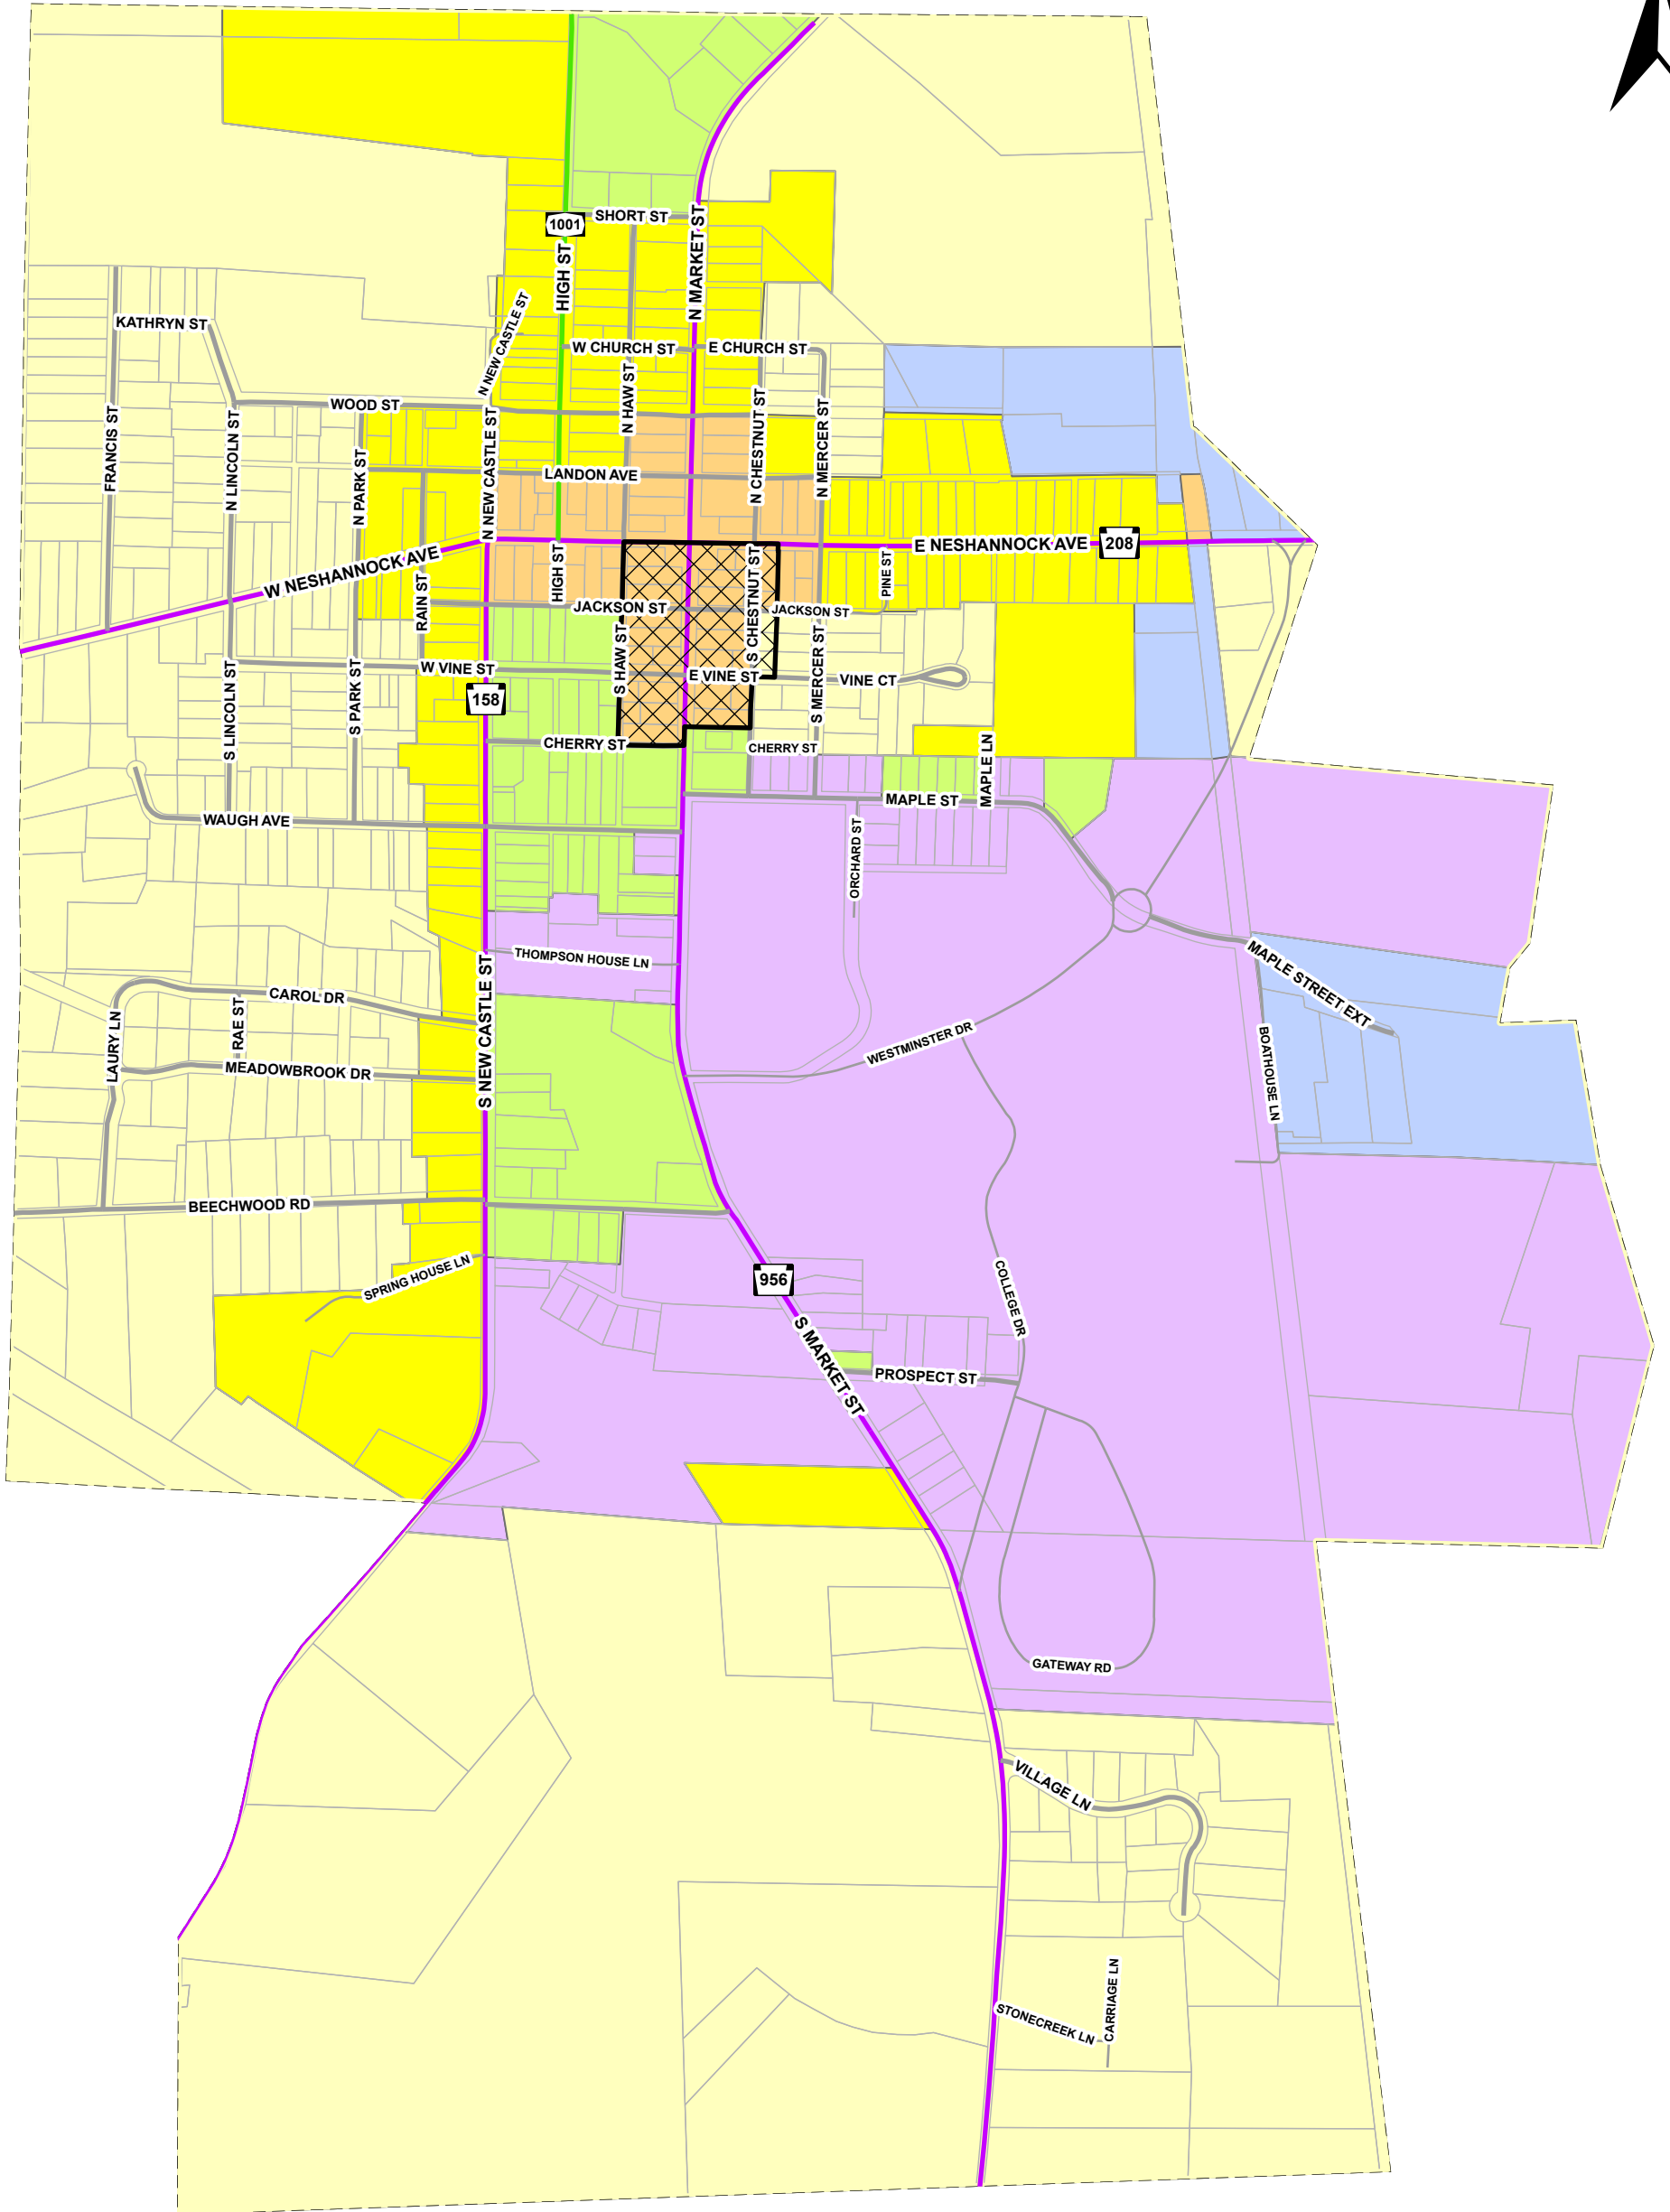 SHORT ST
1001
HIGH ST
N MARKET ST
KATHRYN ST
N NEW CASTLE ST
W CHURCH ST
E CHURCH ST
N HAW ST
WOOD ST
FRANCIS ST
N LINCOLN ST
N PARK ST
N NEW CASTLE ST
LANDON AVE
N CHESTNUT ST
N MERCER ST
W NESHANNOCK AVE
E NESHANNOCK AVE
208
RAIN ST
HIGH ST
JACKSON ST
S CHESTNUT ST
JACKSON ST
PINE ST
S LINCOLN ST
S PARK ST
W VINE ST
S HAW ST
E VINE ST
VINE CT
S MERCER ST
158
CHERRY ST
CHERRY ST
MAPLE LN
WAUGH AVE
MAPLE ST
ORCHARD ST
THOMPSON HOUSE LN
MAPLE STREET EXT
CAROL DR
RAE ST
LAURY LN
S NEW CASTLE ST
WESTMINSTER DR
BOATHOUSE LN
MEADOWBROOK DR
BEECHWOOD RD
SPRING HOUSE LN
956
COLLEGE DR
S MARKET ST
PROSPECT ST
GATEWAY RD
VILLAGE LN
STONECREEK LN
CARRIAGE LN